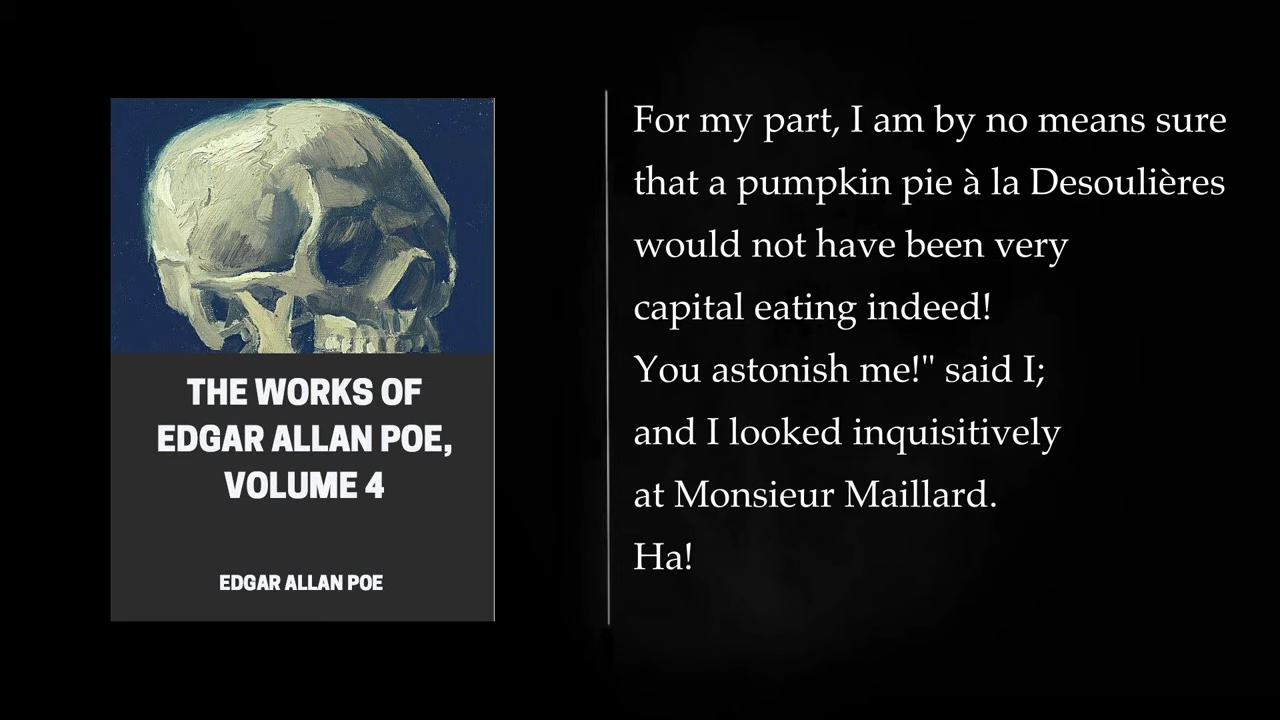 THE WORKS OF
EDGAR ALLAN POE,
VOLUME 4
EDGAR ALLAN POE
For my part, I am by no means sure
that a pumpkin pie à la Desoulières
would not have been very
capital eating indeed!
You astonish me!" said I;
and I looked inquisitively
at Monsieur Maillard.
Ha!